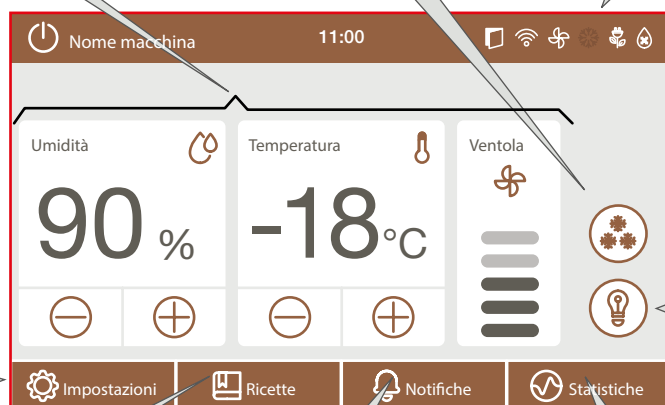 Nome macchina 11:00
Umidità Temperatura Ventola
90 % -18°C
Impostazioni Ricette Notifiche Statistiche